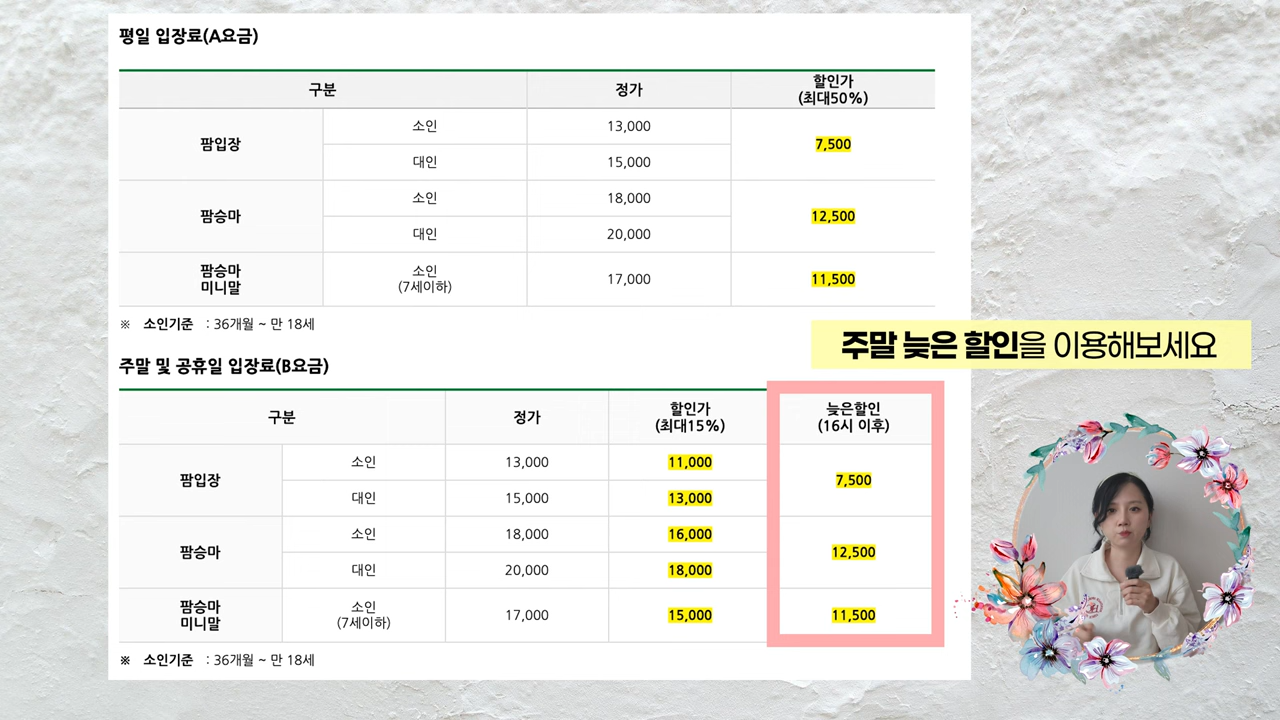 평일 입장료(A요금)
구분 정가 할인가
(최대50%)
팜입장 소인 13,000 7,500
대인 15,000
팜승마 소인 18,000 12,500
대인 20,000
팜승마
미니말 소인
(7세이하) 17,000 11,500
※ 소인기준 : 36개월 ~ 만 18세
주말 늦은 할인을 이용해보세요
주말 및 공휴일 입장료(B요금)
구분 정가 할인가
(최대15%) 늦은할인
(16시 이후)
팜입장 소인 13,000 11,000 7,500
대인 15,000 13,000
팜승마 소인 18,000 16,000 12,500
대인 20,000 18,000
팜승마
미니말 소인
(7세이하) 17,000 15,000 11,500
※ 소인기준 : 36개월 ~ 만 18세